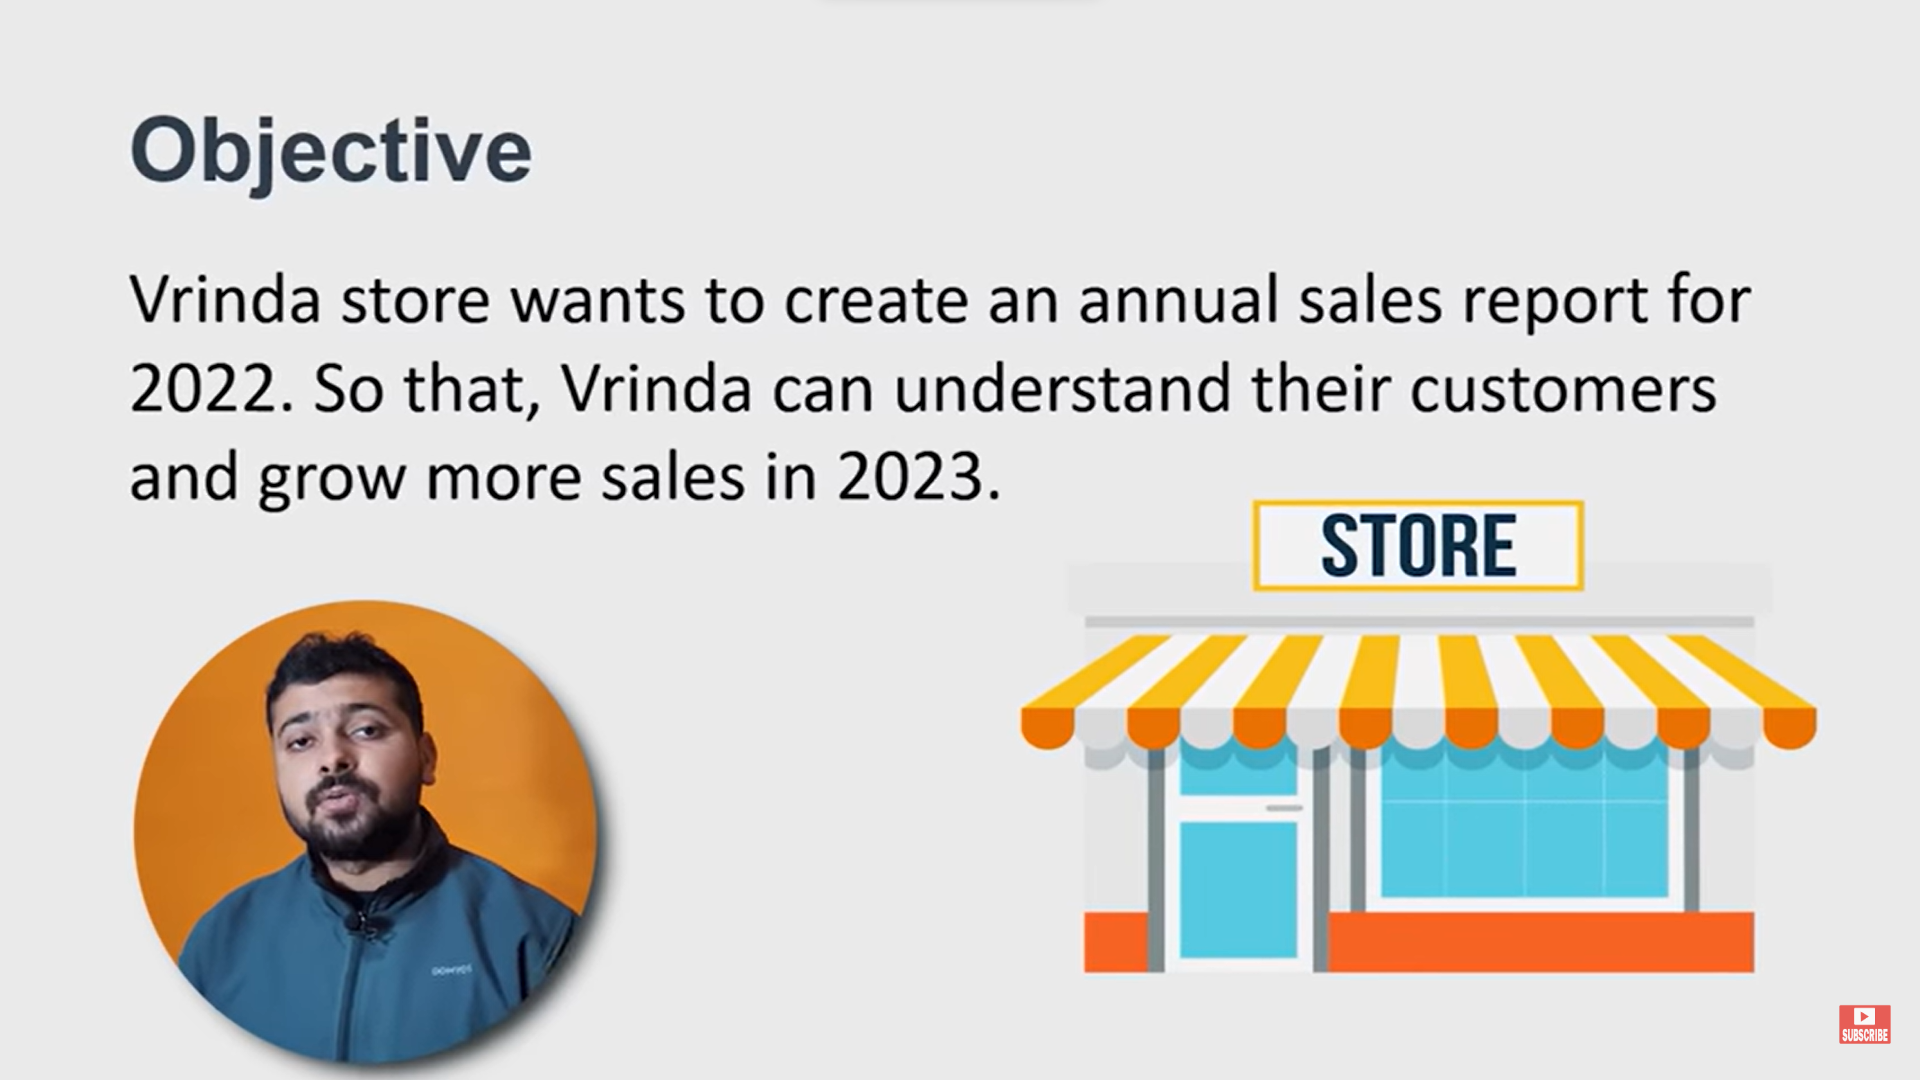 Objective
Vrinda store wants to create an annual sales report for
2022. So that, Vrinda can understand their customers
and grow more sales in 2023.
STORE
DOMYOS
SUBSCRIBE